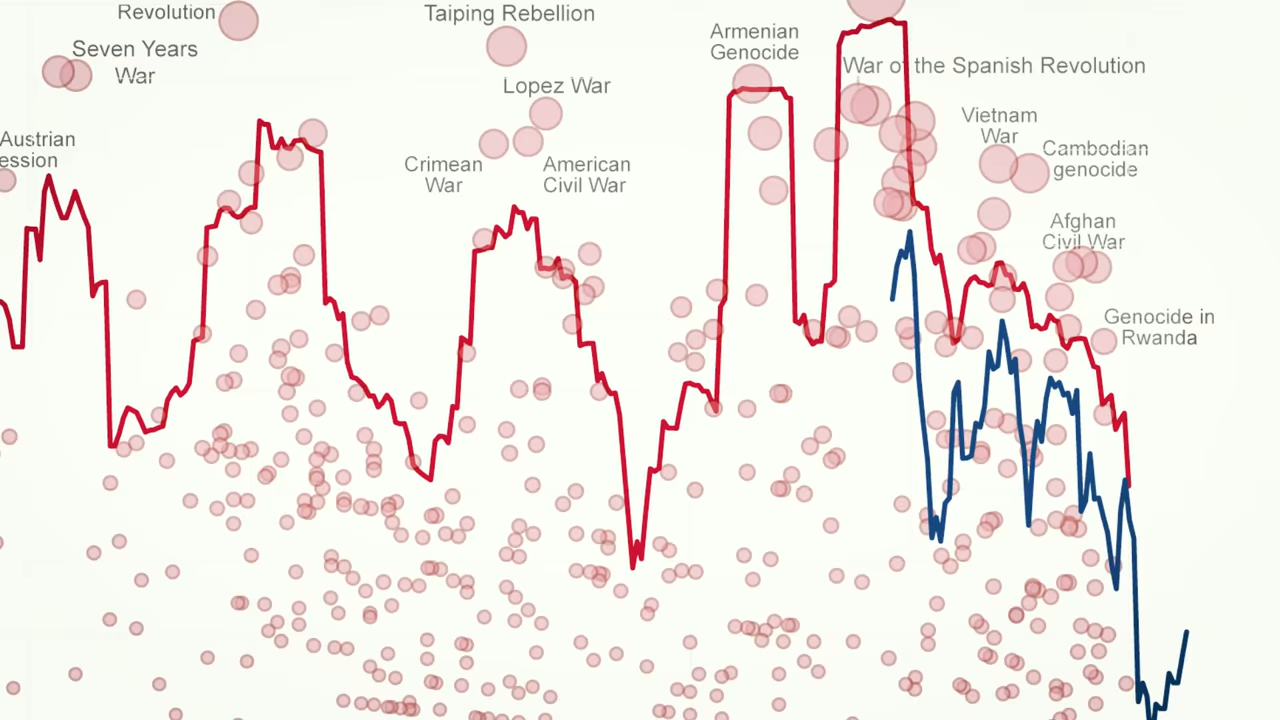 Revolution
Seven Years
War
Austrian
ession
Taiping Rebellion
Lopez War
Crimean
War
American
Civil War
Armenian
Genocide
War of the Spanish Revolution
Vietnam
War
Cambodian
genocide
Afghan
Civil War
Genocide in
Rwanda